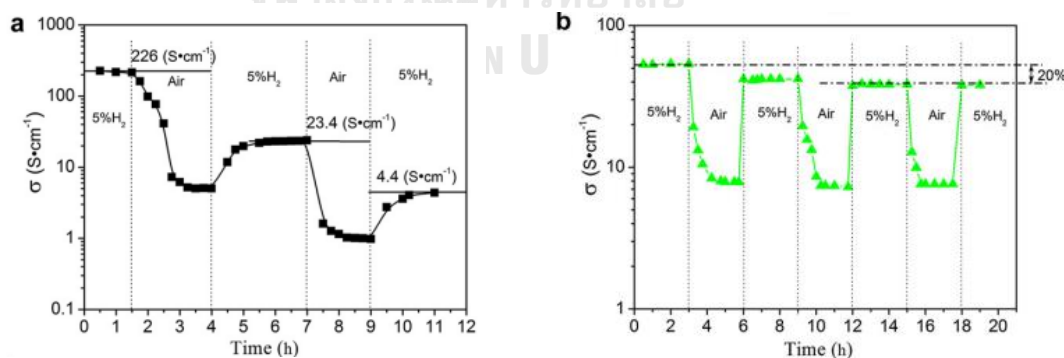 a
1000
100
10
1
0.1
σ (S•cm⁻¹)
226 (S•cm⁻¹)
5%H₂
Air
5%H₂
Air
5%H₂
23.4 (S•cm⁻¹)
4.4 (S•cm⁻¹)
0 1 2 3 4 5 6 7 8 9 10 11 12
Time (h)
N U
b
100
10
1
σ (S•cm⁻¹)
5%H₂
Air
5%H₂
Air
5%H₂
Air
5%H₂
20%
0 2 4 6 8 10 12 14 16 18 20
Time (h)